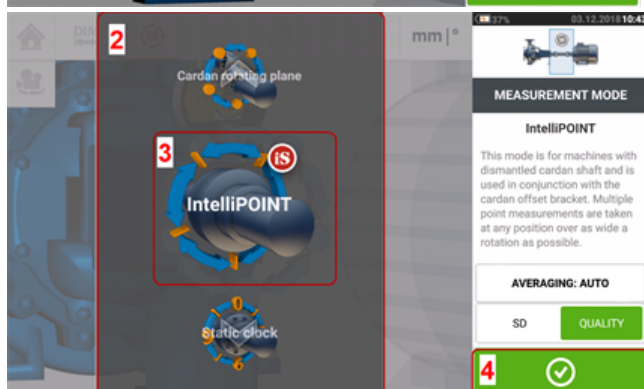 2
mm|°
37%
03.12.2018 10:43
Cardan rotating plane
3
iS
IntelliPOINT
Static clock
0
6
MEASUREMENT MODE
IntelliPOINT
This mode is for machines with
dismantled cardan shaft and is
used in conjunction with the
cardan offset bracket. Multiple
point measurements are taken
at any position over as wide a
rotation as possible.
AVERAGING: AUTO
SD
QUALITY
4